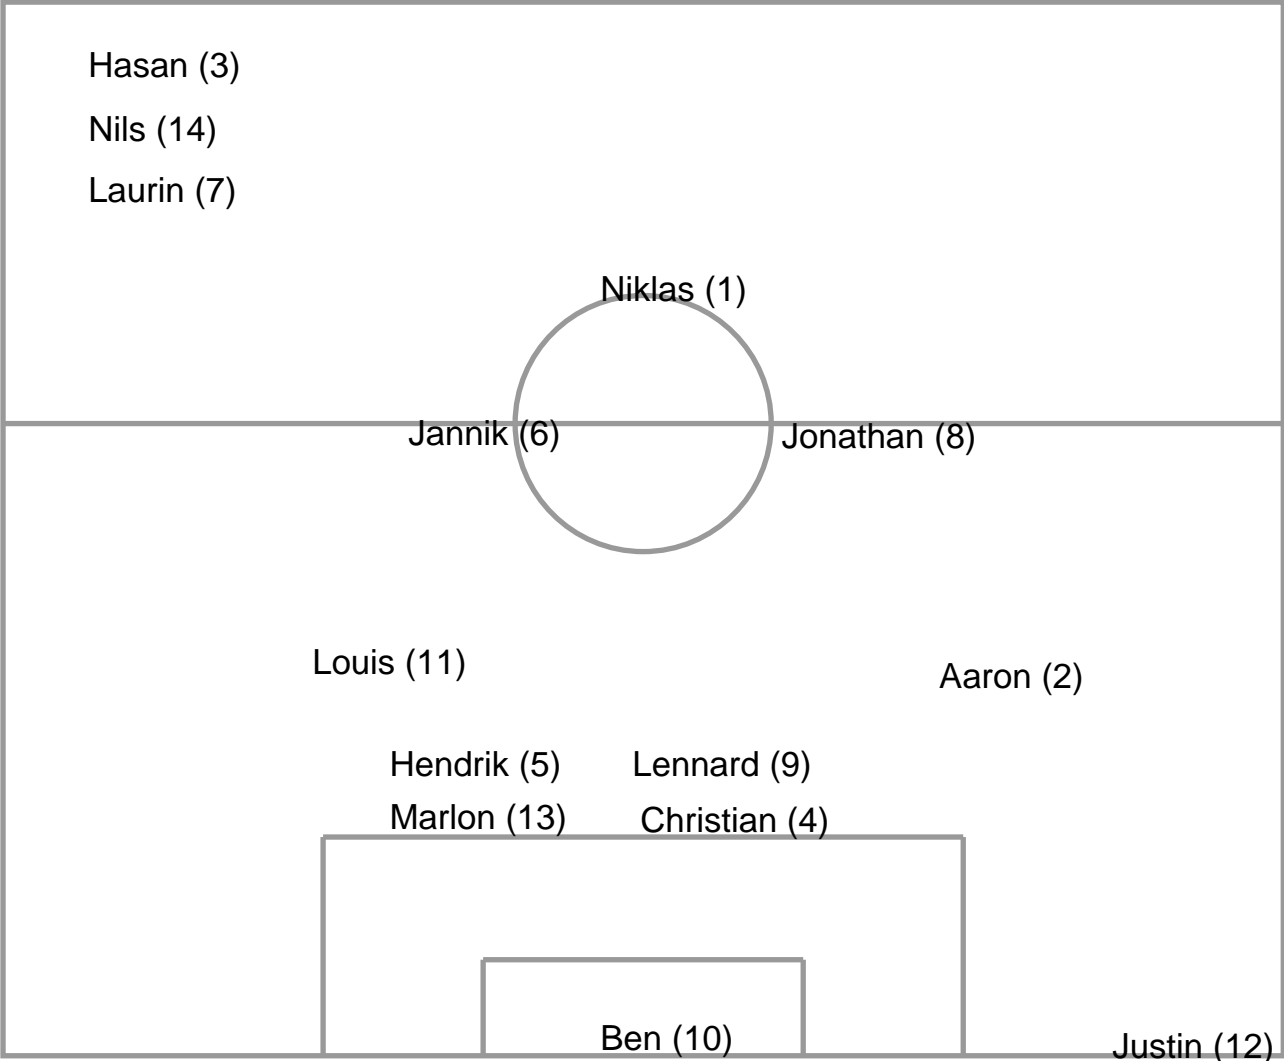 Hasan (3)
Nils (14)
Laurin (7)
Niklas (1)
Jannik (6)
Jonathan (8)
Louis (11)
Aaron (2)
Hendrik (5)
Lennard (9)
Marlon (13)
Christian (4)
Ben (10)
Justin (12)